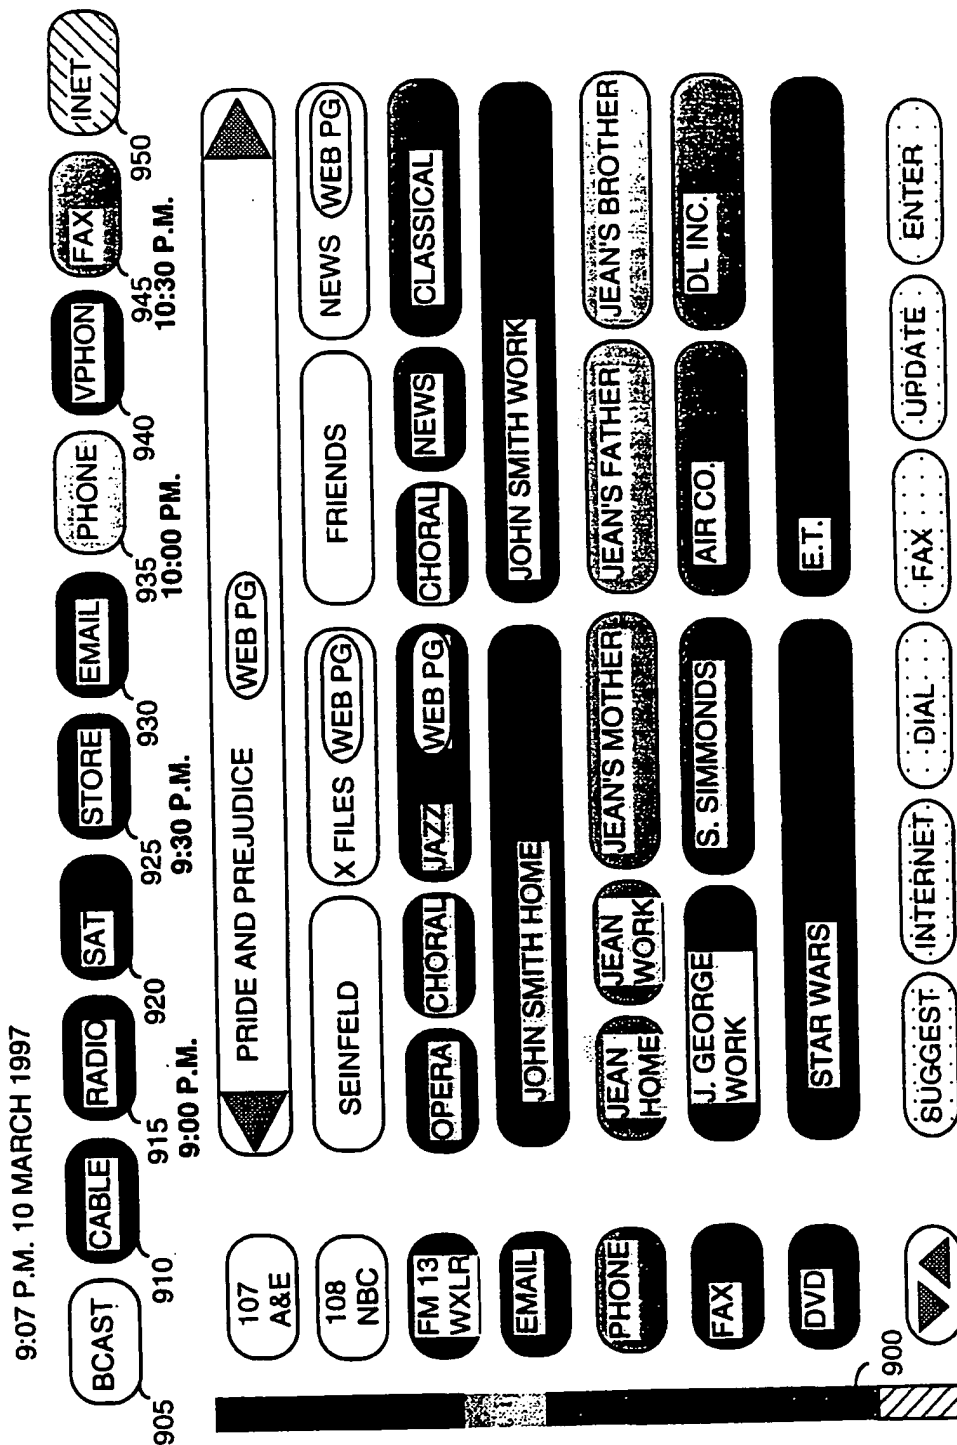 9:07 P.M. 10 MARCH 1997
BCAST CABLE RADIO SAT STORE EMAIL PHONE VPHON FAX INET
905 910 915 920 925 930 935 940 945 950
9:00 P.M. 9:30 P.M. 10:00 PM. 10:30 P.M.
107 A&E PRIDE AND PREJUDICE WEB PG
108 NBC SEINFELD X FILES WEB PG FRIENDS NEWS WEB PG
FM 13 WXLR OPERA CHORAL JAZZ WEB PG CHORAL NEWS CLASSICAL
EMAIL JOHN SMITH HOME JOHN SMITH WORK
PHONE JEAN HOME JEAN WORK JEAN'S MOTHER JEAN'S FATHER JEAN'S BROTHER
FAX J. GEORGE WORK S. SIMMONDS AIR CO. DL INC.
DVD STAR WARS E.T.
900
SUGGEST INTERNET DIAL FAX UPDATE ENTER